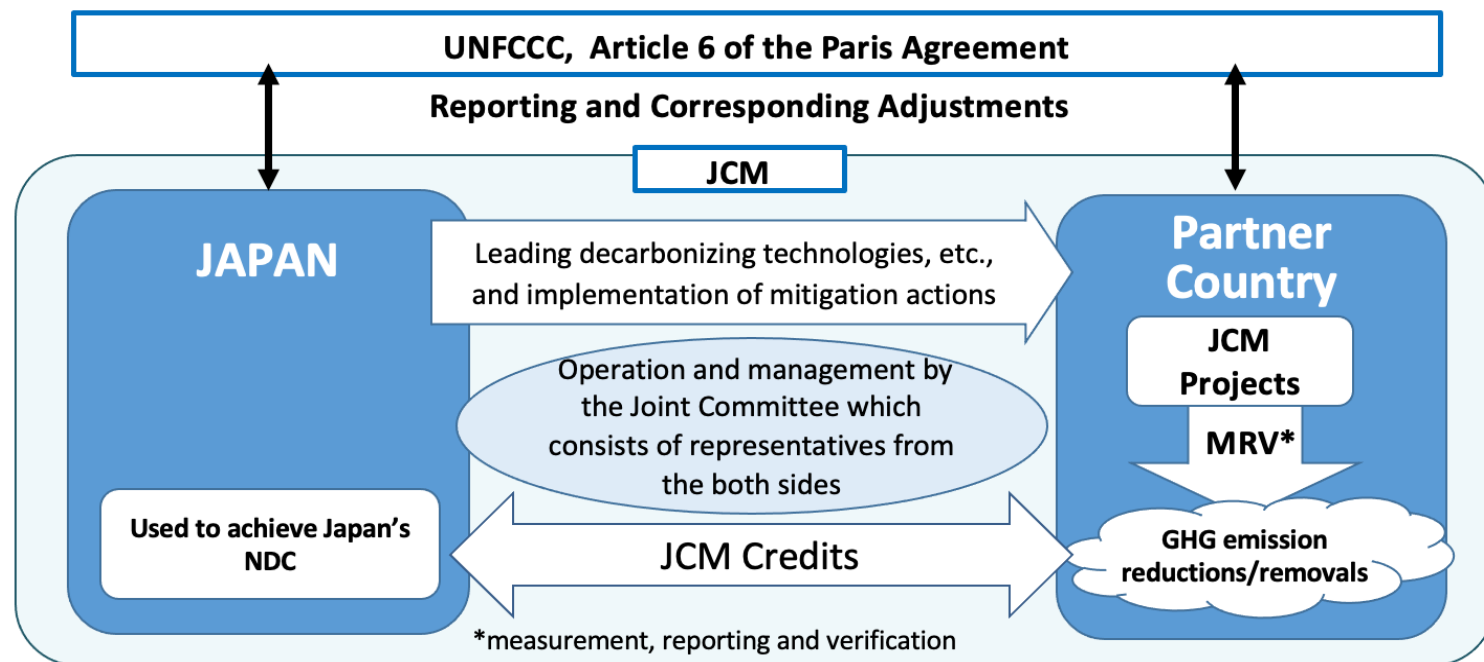 UNFCCC, Article 6 of the Paris Agreement
Reporting and Corresponding Adjustments
JCM
JAPAN
Leading decarbonizing technologies, etc.,
and implementation of mitigation actions
Partner
Country
JCM
Projects
Operation and management by
the Joint Committee which
consists of representatives from
the both sides
MRV*
Used to achieve Japan's
NDC
JCM Credits
GHG emission
reductions/removals
*measurement, reporting and verification